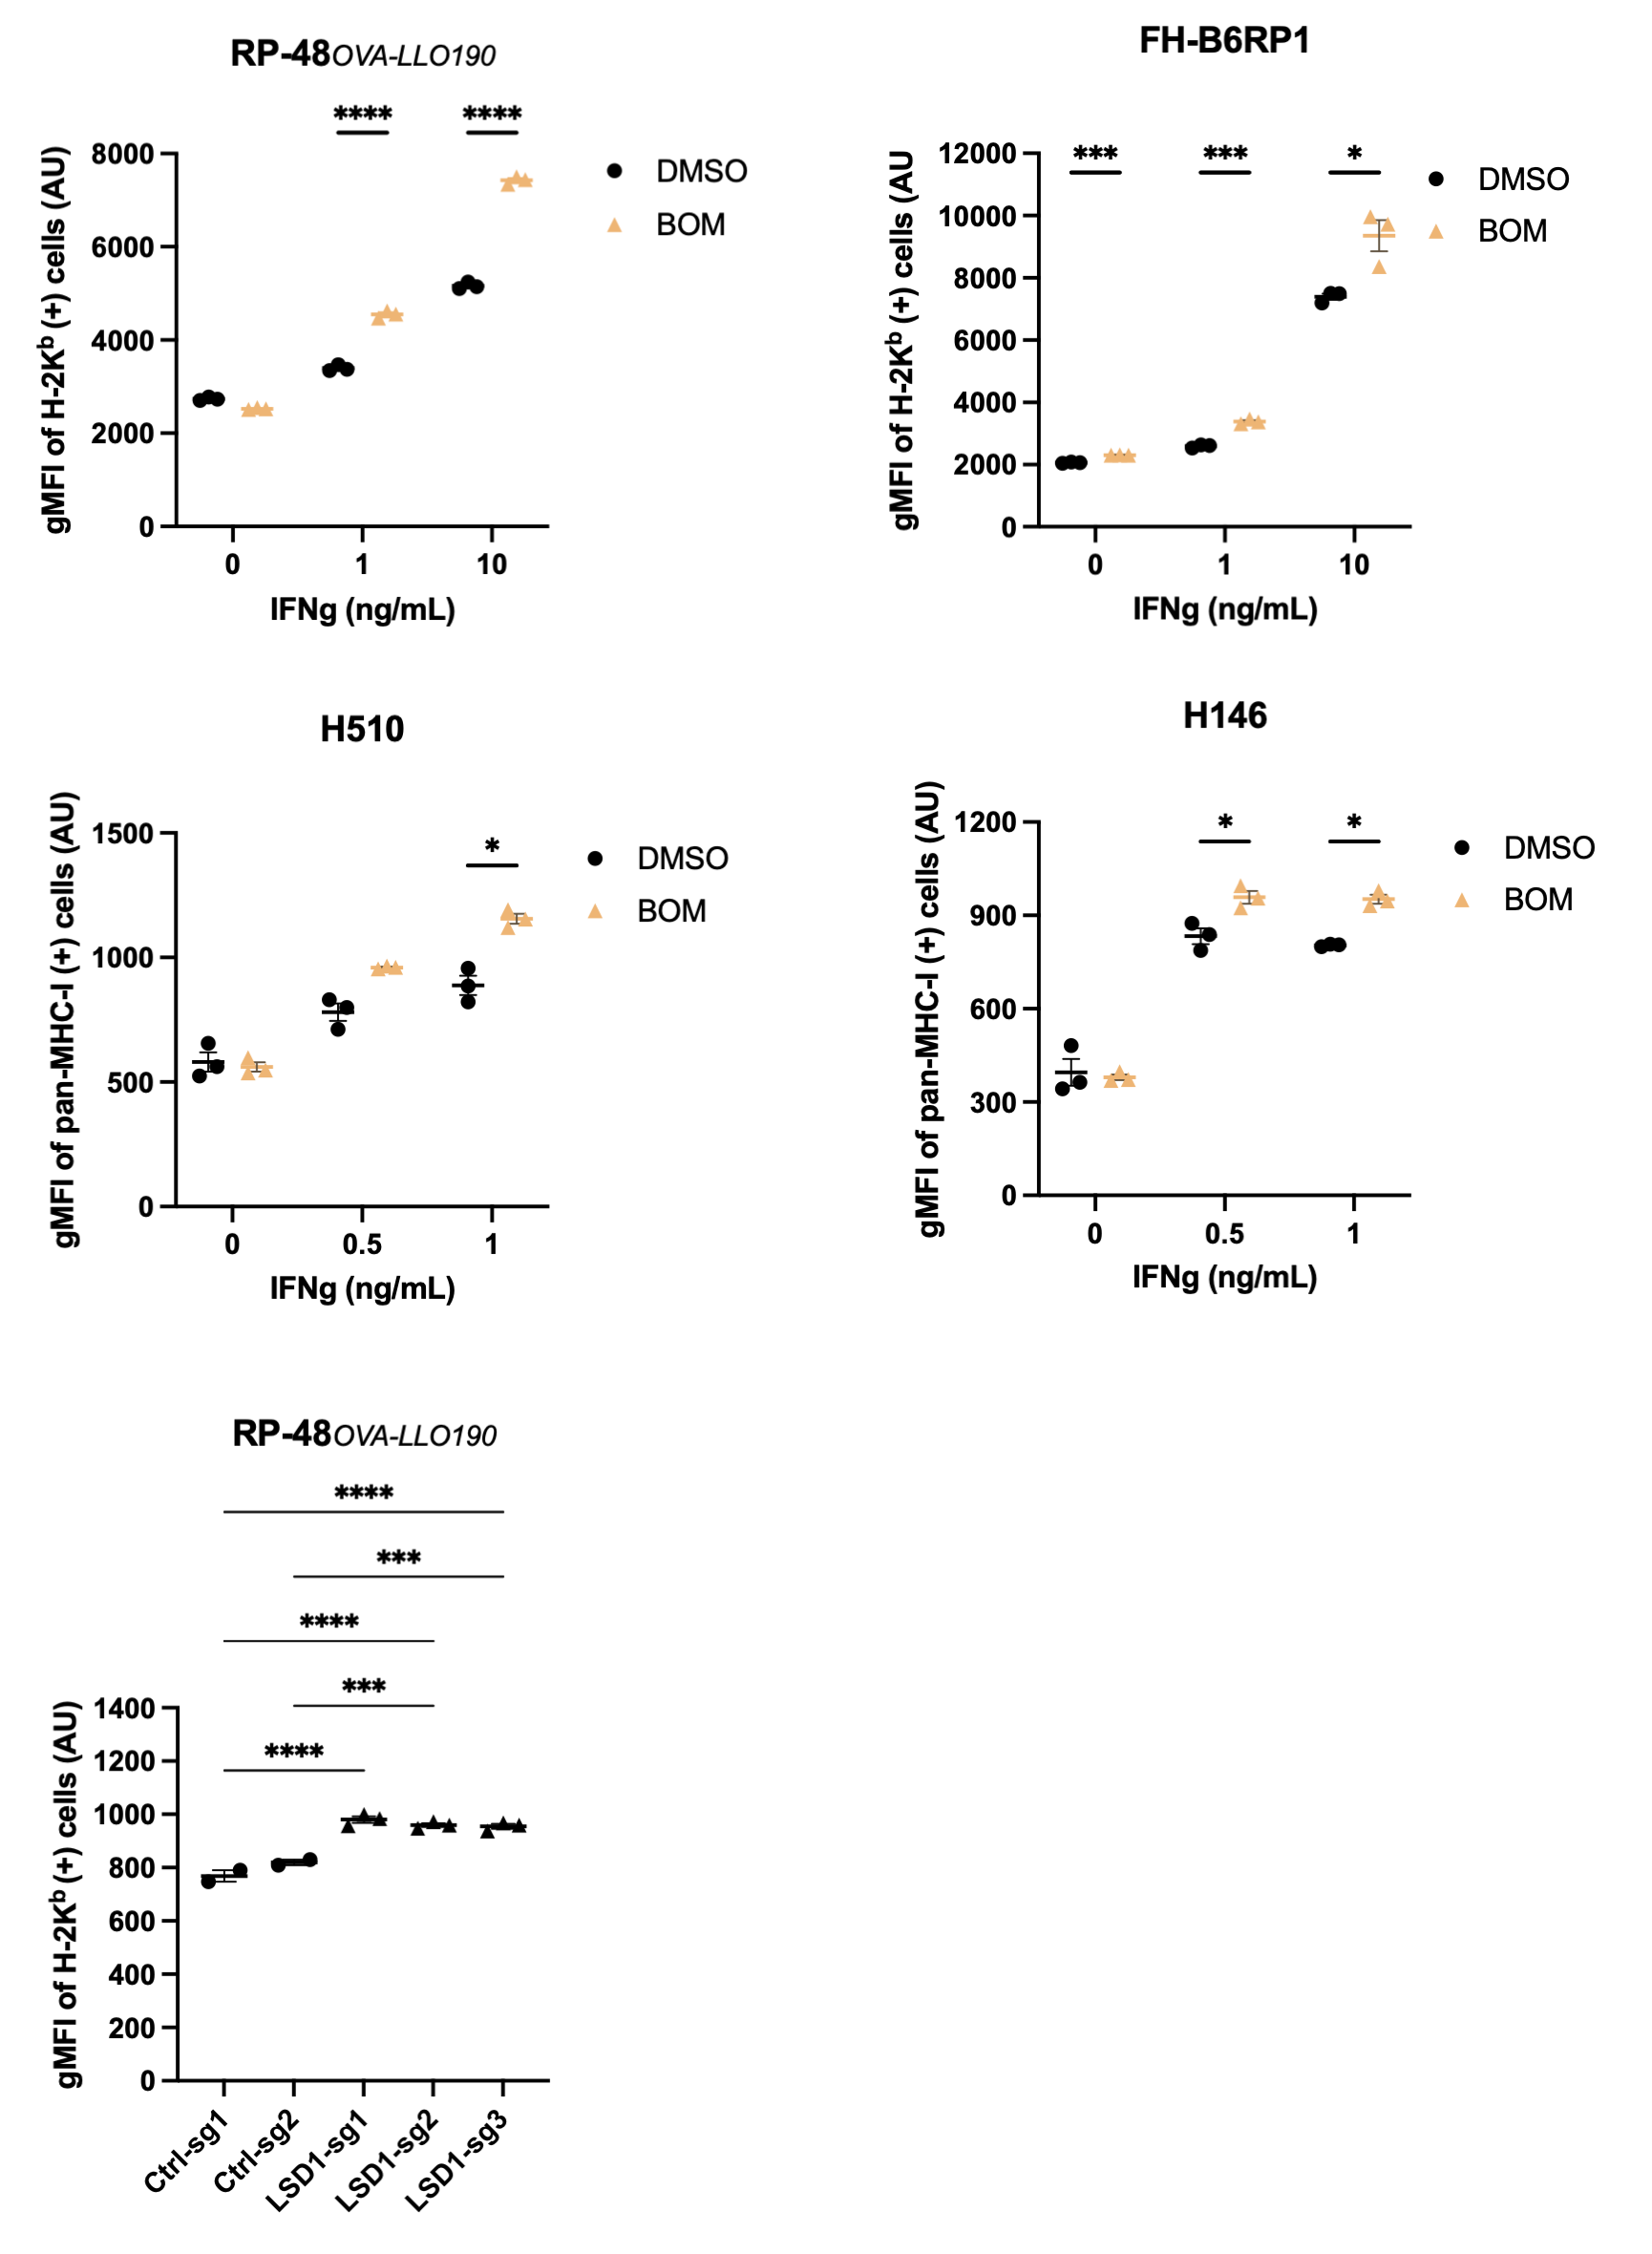 RP-48OVA-LLO190
**** ****
gMFI of H-2Kᵇ (+) cells (AU)
8000
6000
4000
2000
0
0 1 10
IFNg (ng/mL)
DMSO
BOM
FH-B6RP1
*** *** *
gMFI of H-2Kᵇ (+) cells (AU
12000
10000
8000
6000
4000
2000
0
0 1 10
IFNg (ng/mL)
DMSO
BOM
H510
*
gMFI of pan-MHC-I (+) cells (AU)
1500
1000
500
0
0 0.5 1
IFNg (ng/mL)
DMSO
BOM
H146
* *
gMFI of pan-MHC-I (+) cells (AU)
1200
900
600
300
0
0 0.5 1
IFNg (ng/mL)
DMSO
BOM
RP-48OVA-LLO190
****
***
****
***
****
gMFI of H-2Kᵇ (+) cells (AU)
1400
1200
1000
800
600
400
200
0
Ctrl-sg1
Ctrl-sg2
LSD1-sg1
LSD1-sg2
LSD1-sg3